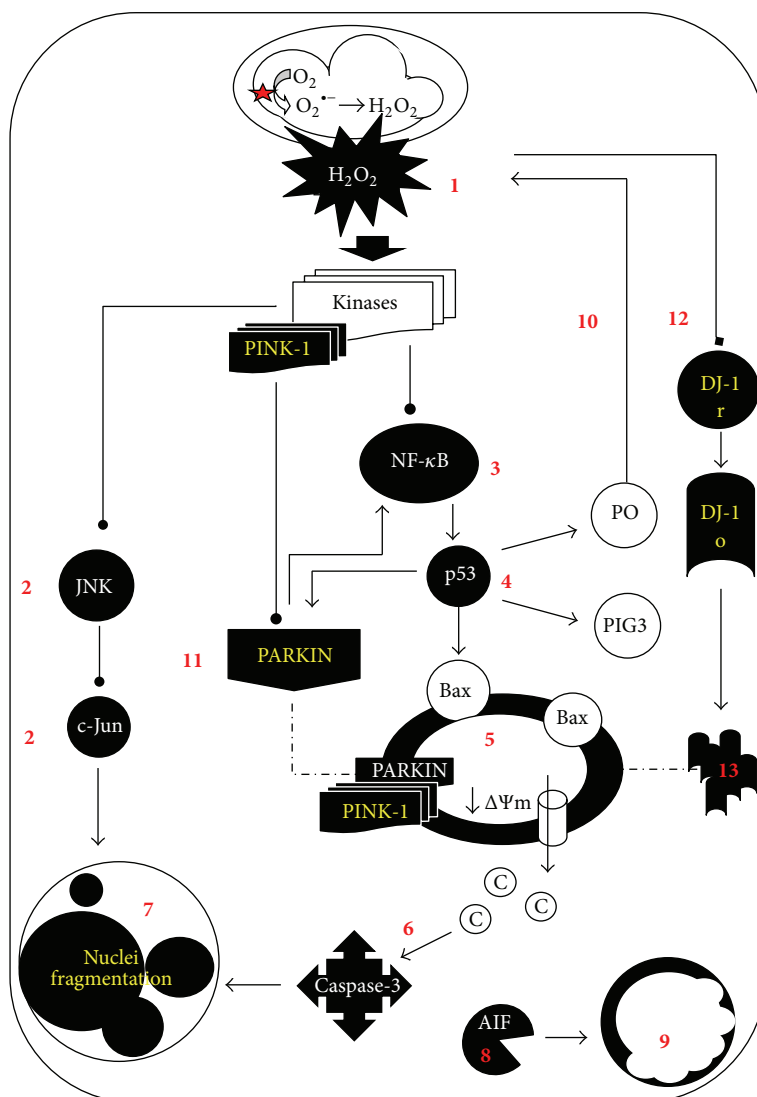 O₂
O₂•− → H₂O₂
H₂O₂
1
Kinases
PINK-1
10
12
DJ-1
r
NF-κB
3
PO
DJ-1
o
2
JNK
p53
4
PIG3
11
PARKIN
2
c-Jun
Bax
Bax
5
PARKIN
13
PINK-1
↓ ΔΨm
C
C
C
7
6
Nuclei
fragmentation
Caspase-3
AIF
8
9